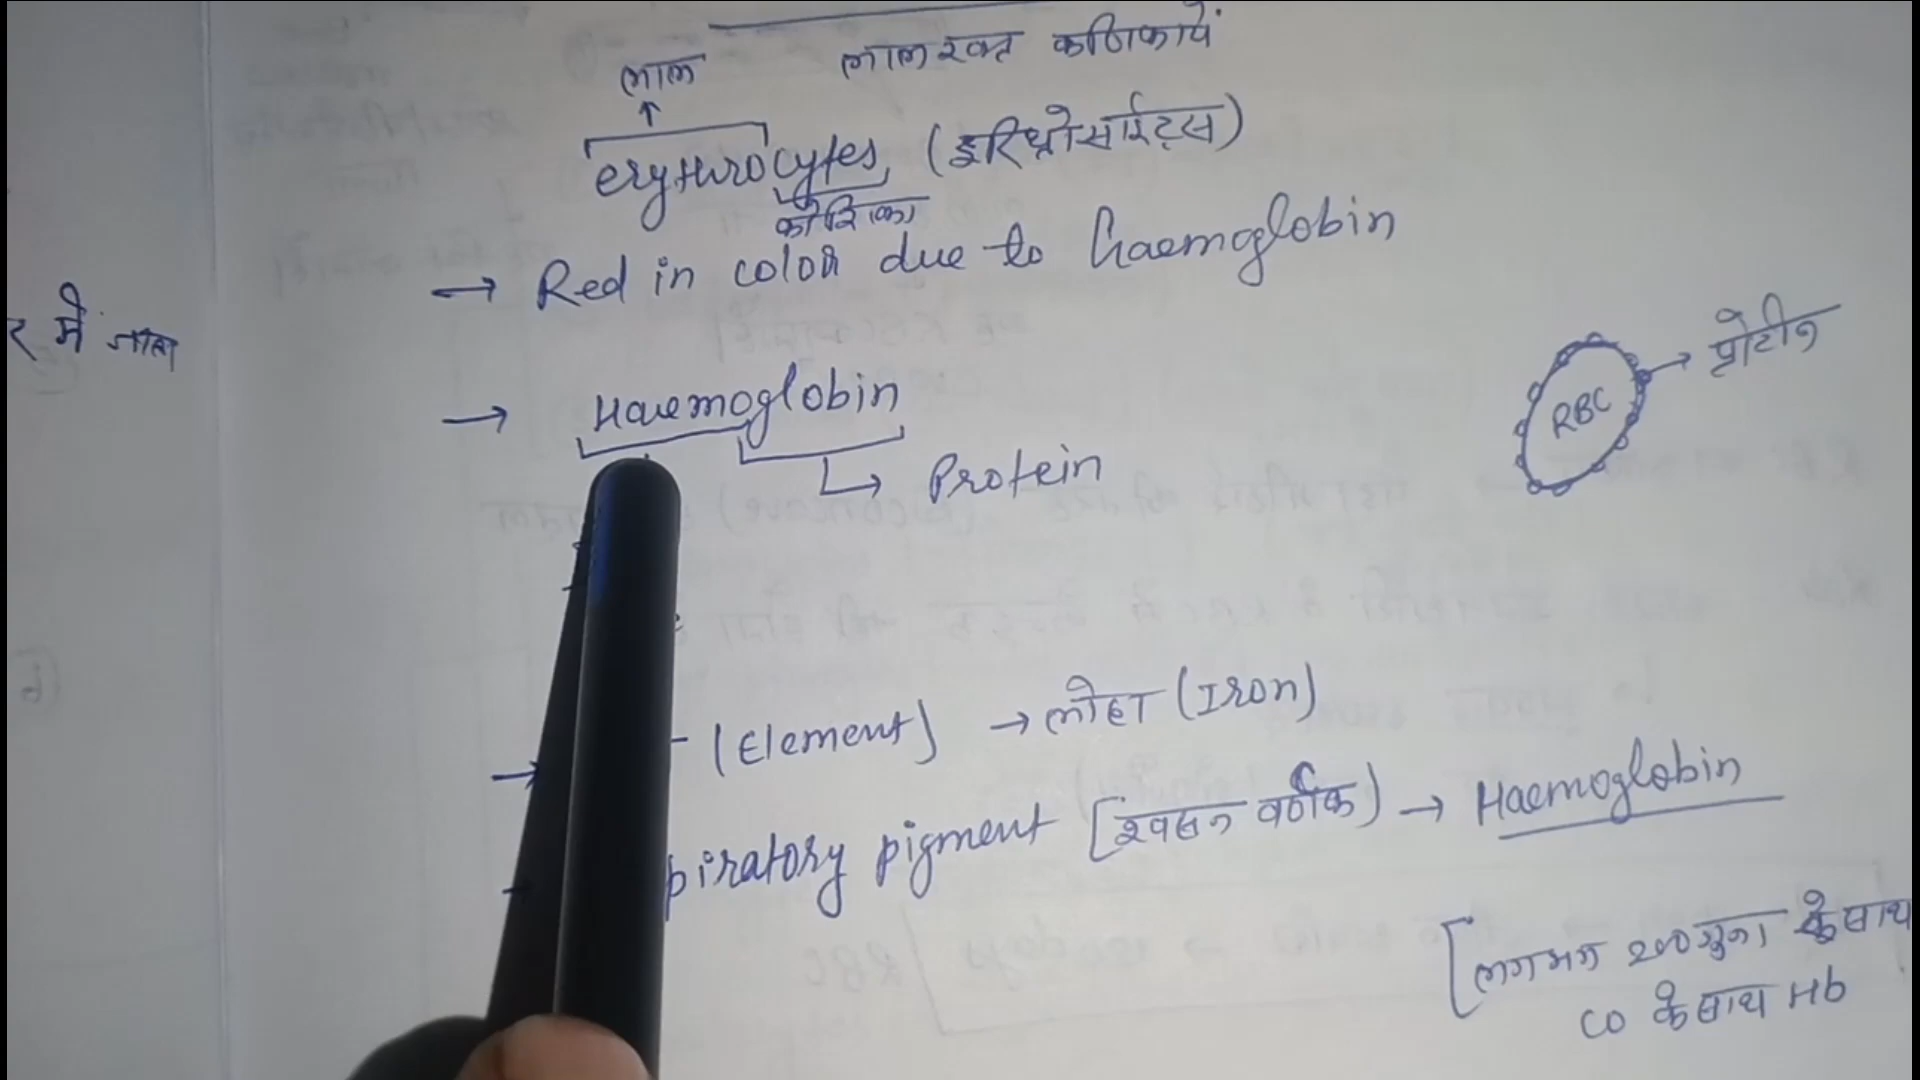 लाल रक्त कणिकायें
लाल
↑
erythrocytes, (इरिथ्रोसाईट्स)
कोशिका
→ Red in color due to haemoglobin
र में
→ Haemoglobin
→ Protein
RBC → प्रोटीन
→ - (Element) → लोहा (Iron)
piratory pigment [श्वसन वर्णक) → Haemoglobin
[लगभग 200 गुना के साथ
CO के साथ Hb